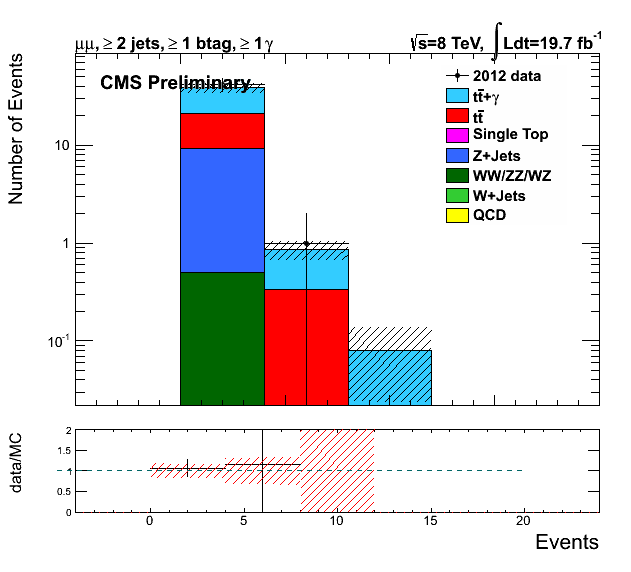 μμ, ≥ 2 jets, ≥ 1 btag, ≥ 1 γ
√s=8 TeV, ∫ Ldt=19.7 fb⁻¹
CMS Preliminary
2012 data
tt̄+γ
tt̄
Single Top
Z+Jets
WW/ZZ/WZ
W+Jets
QCD
Number of Events
10
1
10⁻¹
data/MC
2
1.5
1
0.5
0
0 5 10 15 20
Events